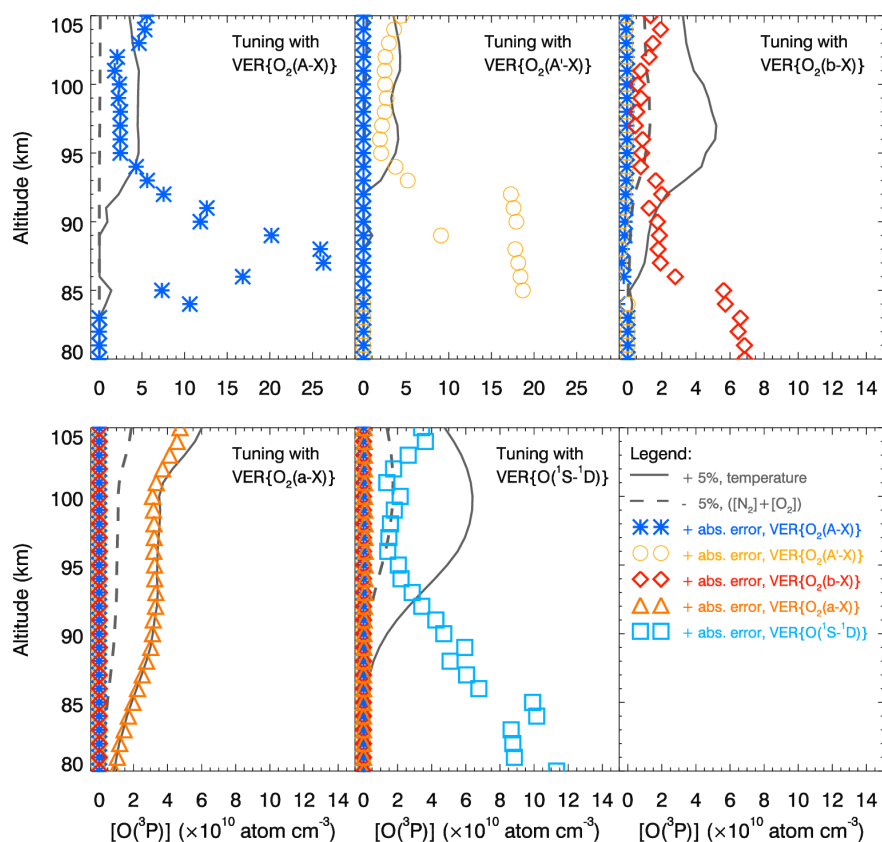 105
100
95
90
85
80
Altitude (km)
Tuning with
VER{O₂(A-X)}
0 5 10 15 20 25
Tuning with
VER{O₂(A'-X)}
0 5 10 15 20 25
Tuning with
VER{O₂(b-X)}
0 2 4 6 8 10 12 14
105
100
95
90
85
80
Altitude (km)
Tuning with
VER{O₂(a-X)}
0 2 4 6 8 10 12 14
[O(³P)] (×10¹⁰ atom cm⁻³)
Tuning with
VER{O(¹S-¹D)}
0 2 4 6 8 10 12 14
[O(³P)] (×10¹⁰ atom cm⁻³)
Legend:
+ 5%, temperature
- 5%, ([N₂]+[O₂])
+ abs. error, VER{O₂(A-X)}
+ abs. error, VER{O₂(A'-X)}
+ abs. error, VER{O₂(b-X)}
+ abs. error, VER{O₂(a-X)}
+ abs. error, VER{O(¹S-¹D)}
0 2 4 6 8 10 12 14
[O(³P)] (×10¹⁰ atom cm⁻³)